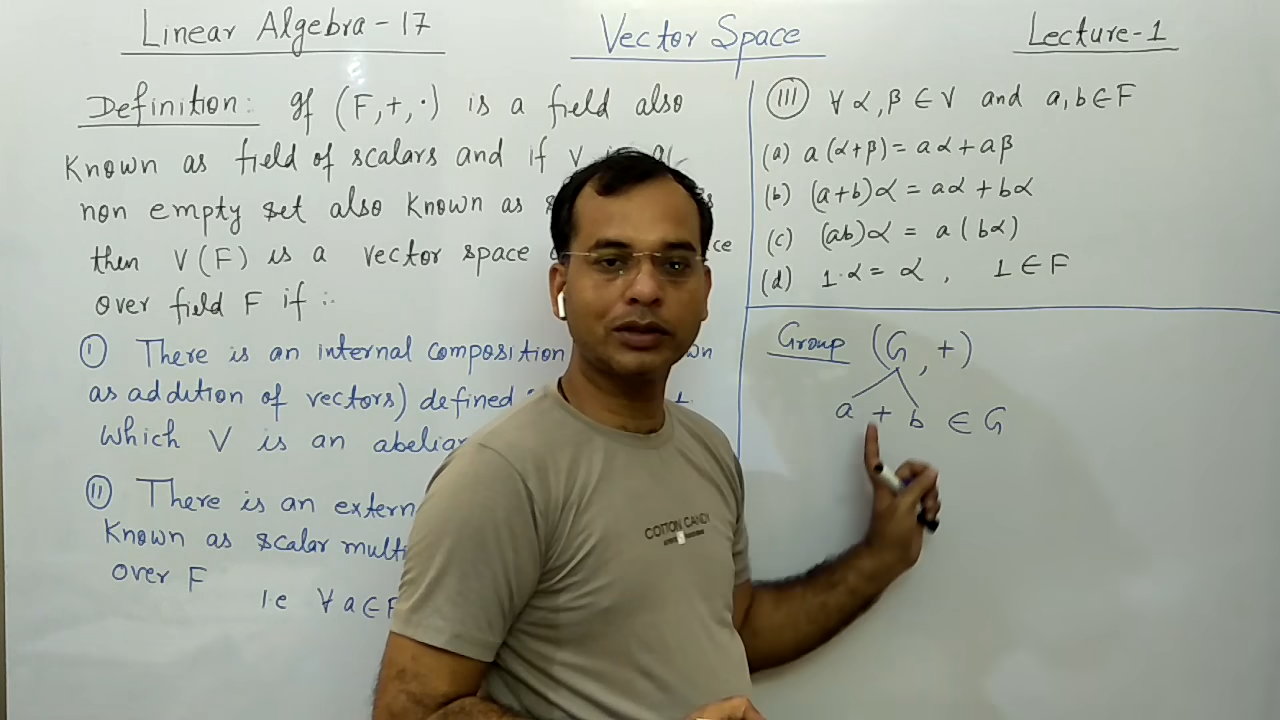 Linear Algebra - 17
Vector Space
Lecture-1
Definition: If (F,+,·) is a field also
Known as field of scalars and if V is a
non empty set also known as
then V(F) is a vector space
over field F if :-
(I) There is an internal composition
as addition of vectors) defined
Which V is an abelian
(II) There is an extern
Known as scalar multi
over F
i.e ∀ a ∈ F
(III) ∀ α, β ∈ V and a, b ∈ F
(a) a(α+β) = aα + aβ
(b) (a+b)α = aα + bα
(c) (ab)α = a(bα)
(d) 1·α = α , 1 ∈ F
Group (G, +)
a + b ∈ G
COTTON CANDY